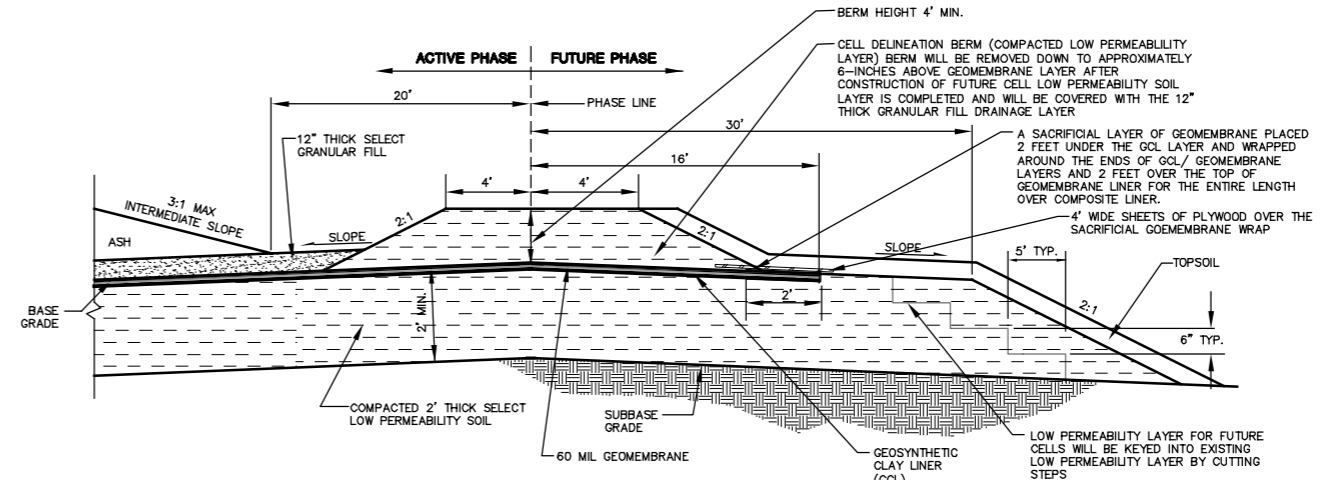 BERM HEIGHT 4' MIN.
ACTIVE PHASE
FUTURE PHASE
CELL DELINEATION BERM (COMPACTED LOW PERMEABLILITY
LAYER) BERM WILL BE REMOVED DOWN TO APPROXIMATELY
6-INCHES ABOVE GEOMEMBRANE LAYER AFTER
CONSTRUCTION OF FUTURE CELL LOW PERMEABILITY SOIL
LAYER IS COMPLETED AND WILL BE COVERED WITH THE 12"
THICK GRANULAR FILL DRAINAGE LAYER
20'
PHASE LINE
30'
12" THICK SELECT
GRANULAR FILL
16'
A SACRIFICIAL LAYER OF GEOMEMBRANE PLACED
2 FEET UNDER THE GCL LAYER AND WRAPPED
AROUND THE ENDS OF GCL/ GEOMEMBRANE
LAYERS AND 2 FEET OVER THE TOP OF
GEOMEMBRANE LINER FOR THE ENTIRE LENGTH
OVER COMPOSITE LINER.
4'
4'
3:1 MAX
INTERMEDIATE SLOPE
2:1
2:1
4' WIDE SHEETS OF PLYWOOD OVER THE
SACRIFICIAL GOEMEMBRANE WRAP
ASH
SLOPE
SLOPE
5' TYP.
TOPSOIL
2'
2:1
BASE
GRADE
2' MIN.
6" TYP.
COMPACTED 2' THICK SELECT
LOW PERMEABILITY SOIL
SUBBASE
GRADE
60 MIL GEOMEMBRANE
GEOSYNTHETIC
CLAY LINER
(GCL)
LOW PERMEABILITY LAYER FOR FUTURE
CELLS WILL BE KEYED INTO EXISTING
LOW PERMEABILITY LAYER BY CUTTING
STEPS